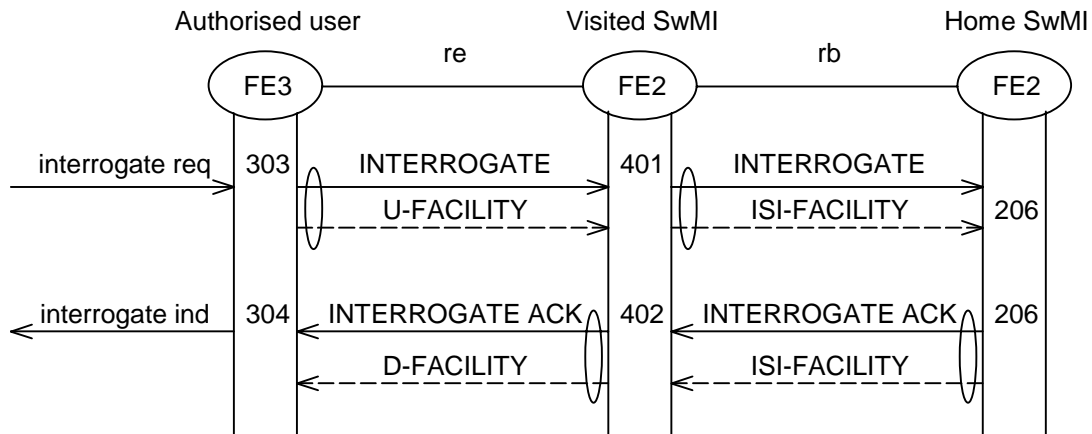 Authorised user Visited SwMI Home SwMI
re rb
FE3 FE2 FE2
interrogate req 303 INTERROGATE 401 INTERROGATE
U-FACILITY ISI-FACILITY 206
interrogate ind 304 INTERROGATE ACK 402 INTERROGATE ACK 206
D-FACILITY ISI-FACILITY